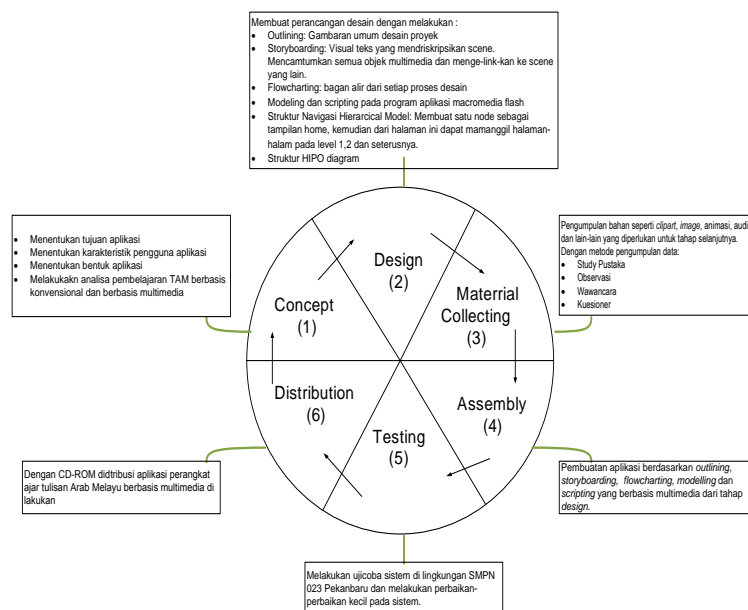 Membuat perancangan desain dengan melakukan :
• Outlining: Gambaran umum desain proyek
• Storyboarding: Visual teks yang mendriskripsikan scene.
Mencamtumkan semua objek multimedia dan menge-link-kan ke scene
yang lain.
• Flowcharting: bagan alir dari setiap proses desain
• Modeling dan scripting pada program aplikasi macromedia flash
• Struktur Navigasi Hierarcical Model: Membuat satu node sebagai
tampilan home, kemudian dari halaman ini dapat mamanggil halaman-
halam pada level 1,2 dan seterusnya.
• Struktur HIPO diagram
• Menentukan tujuan aplikasi
• Menentukan karakteristik pengguna aplikasi
• Menentukan bentuk aplikasi
• Melakukakn analisa pembelajaran TAM berbasis
konvensional dan berbasis multimedia
Pengumpulan bahan seperti clipart, image, animasi, audi
dan lain-lain yang diperlukan untuk tahap selanjutnya.
Dengan metode pengumpulan data:
• Study Pustaka
• Observasi
• Wawancara
• Kuesioner
Concept
(1)
Design
(2)
Materrial
Collecting
(3)
Assembly
(4)
Testing
(5)
Distribution
(6)
Dengan CD-ROM didtribusi aplikasi perangkat
ajar tulisan Arab Melayu berbasis multimedia di
lakukan
Pembuatan aplikasi berdasarkan outlining,
storyboarding, flowcharting, modelling dan
scripting yang berbasis multimedia dari tahap
design.
Melakukan ujicoba sistem di lingkungan SMPN
023 Pekanbaru dan melakukan perbaikan-
perbaikan kecil pada sistem.